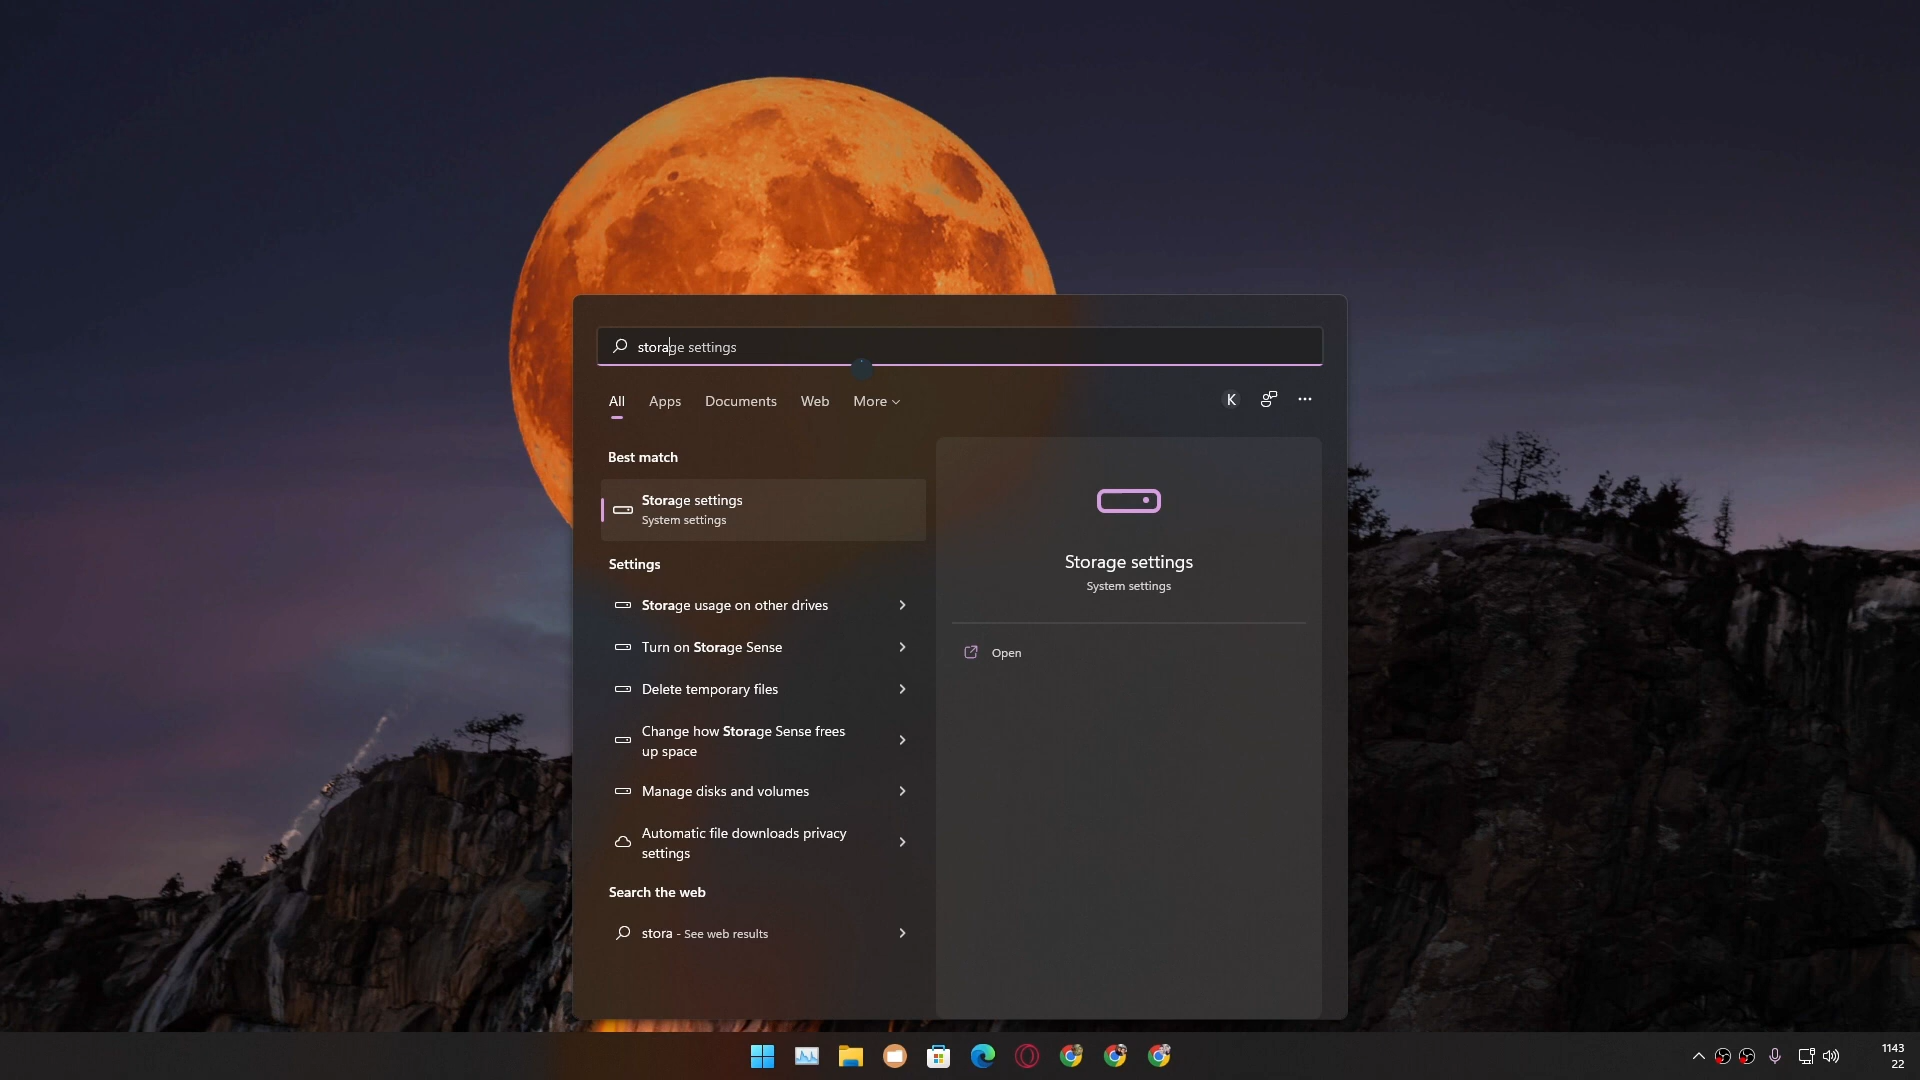 storage settings
All Apps Documents Web More
K
Best match
Storage settings
System settings
Settings
Storage usage on other drives
Turn on Storage Sense
Delete temporary files
Change how Storage Sense frees
up space
Manage disks and volumes
Automatic file downloads privacy
settings
Search the web
stora - See web results
Storage settings
System settings
Open
1143
22